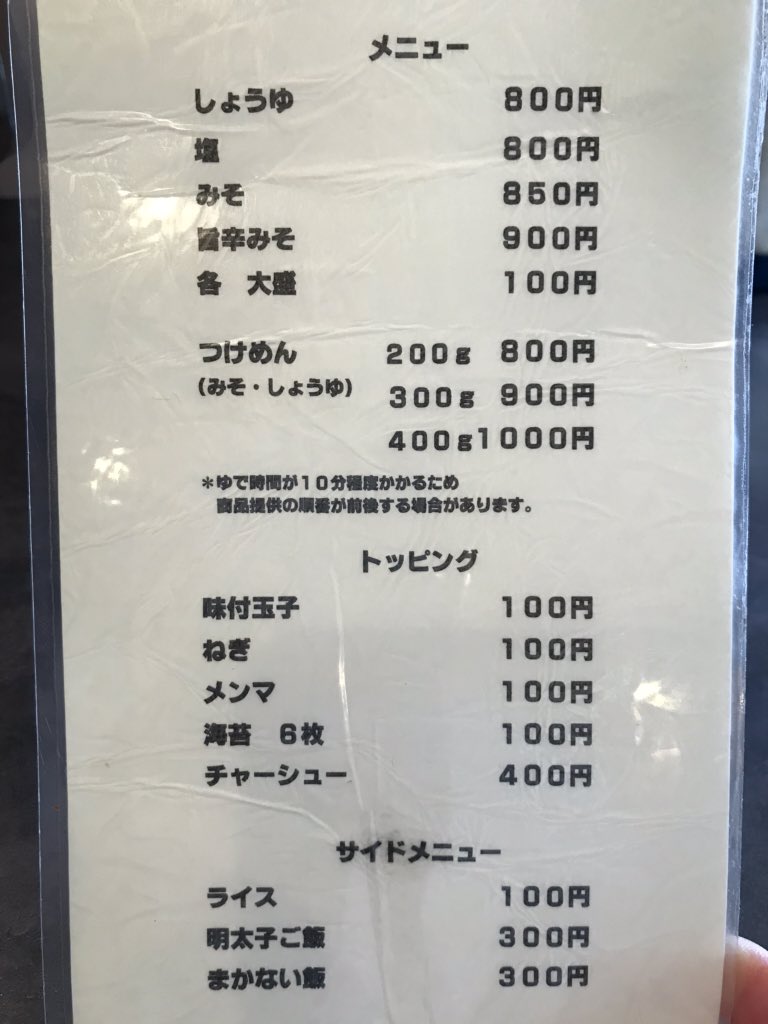 メニュー
しょうゆ 800円
塩 800円
みそ 850円
旨辛みそ 900円
各 大盛 100円
つけめん 200g 800円
(みそ・しょうゆ) 300g 900円
400g 1000円
*ゆで時間が10分程度かかるため
商品提供の順番が前後する場合があります。
トッピング
味付玉子 100円
ねぎ 100円
メンマ 100円
海苔 6枚 100円
チャーシュー 400円
サイドメニュー
ライス 100円
明太子ご飯 300円
まかない飯 300円